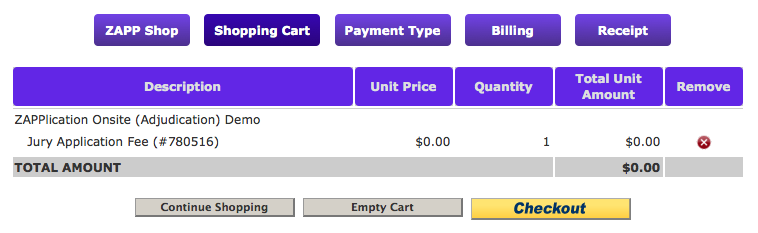 ZAPP Shop Shopping Cart Payment Type Billing Receipt
Description Unit Price Quantity Total Unit Amount Remove
ZAPPlication Onsite (Adjudication) Demo
Jury Application Fee (#780516) $0.00 1 $0.00
TOTAL AMOUNT $0.00
Continue Shopping Empty Cart Checkout